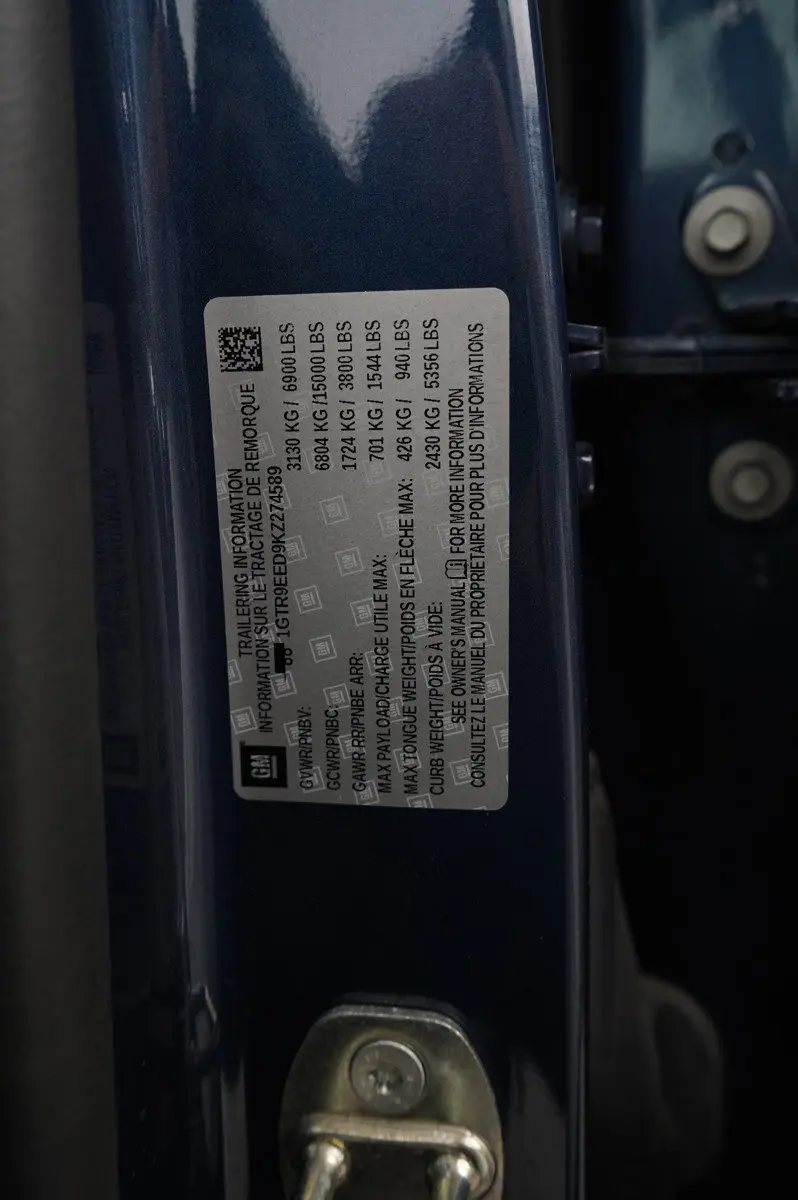 GM
TRAILERING INFORMATION
INFORMATION SUR LE TRACTAGE DE REMORQUE
1GTR9EED9KZ274589
GVWR/PNBV: 3130 KG / 6900 LBS
GCWR/PNBC: 6804 KG /15000 LBS
GAWR RR/PNBE ARR: 1724 KG / 3800 LBS
MAX PAYLOAD/CHARGE UTILE MAX: 701 KG / 1544 LBS
MAX TONGUE WEIGHT/POIDS EN FLÈCHE MAX: 426 KG / 940 LBS
CURB WEIGHT/POIDS À VIDE: 2430 KG / 5356 LBS
SEE OWNER'S MANUAL FOR MORE INFORMATION
CONSULTEZ LE MANUEL DU PROPRIÉTAIRE POUR PLUS D'INFORMATIONS